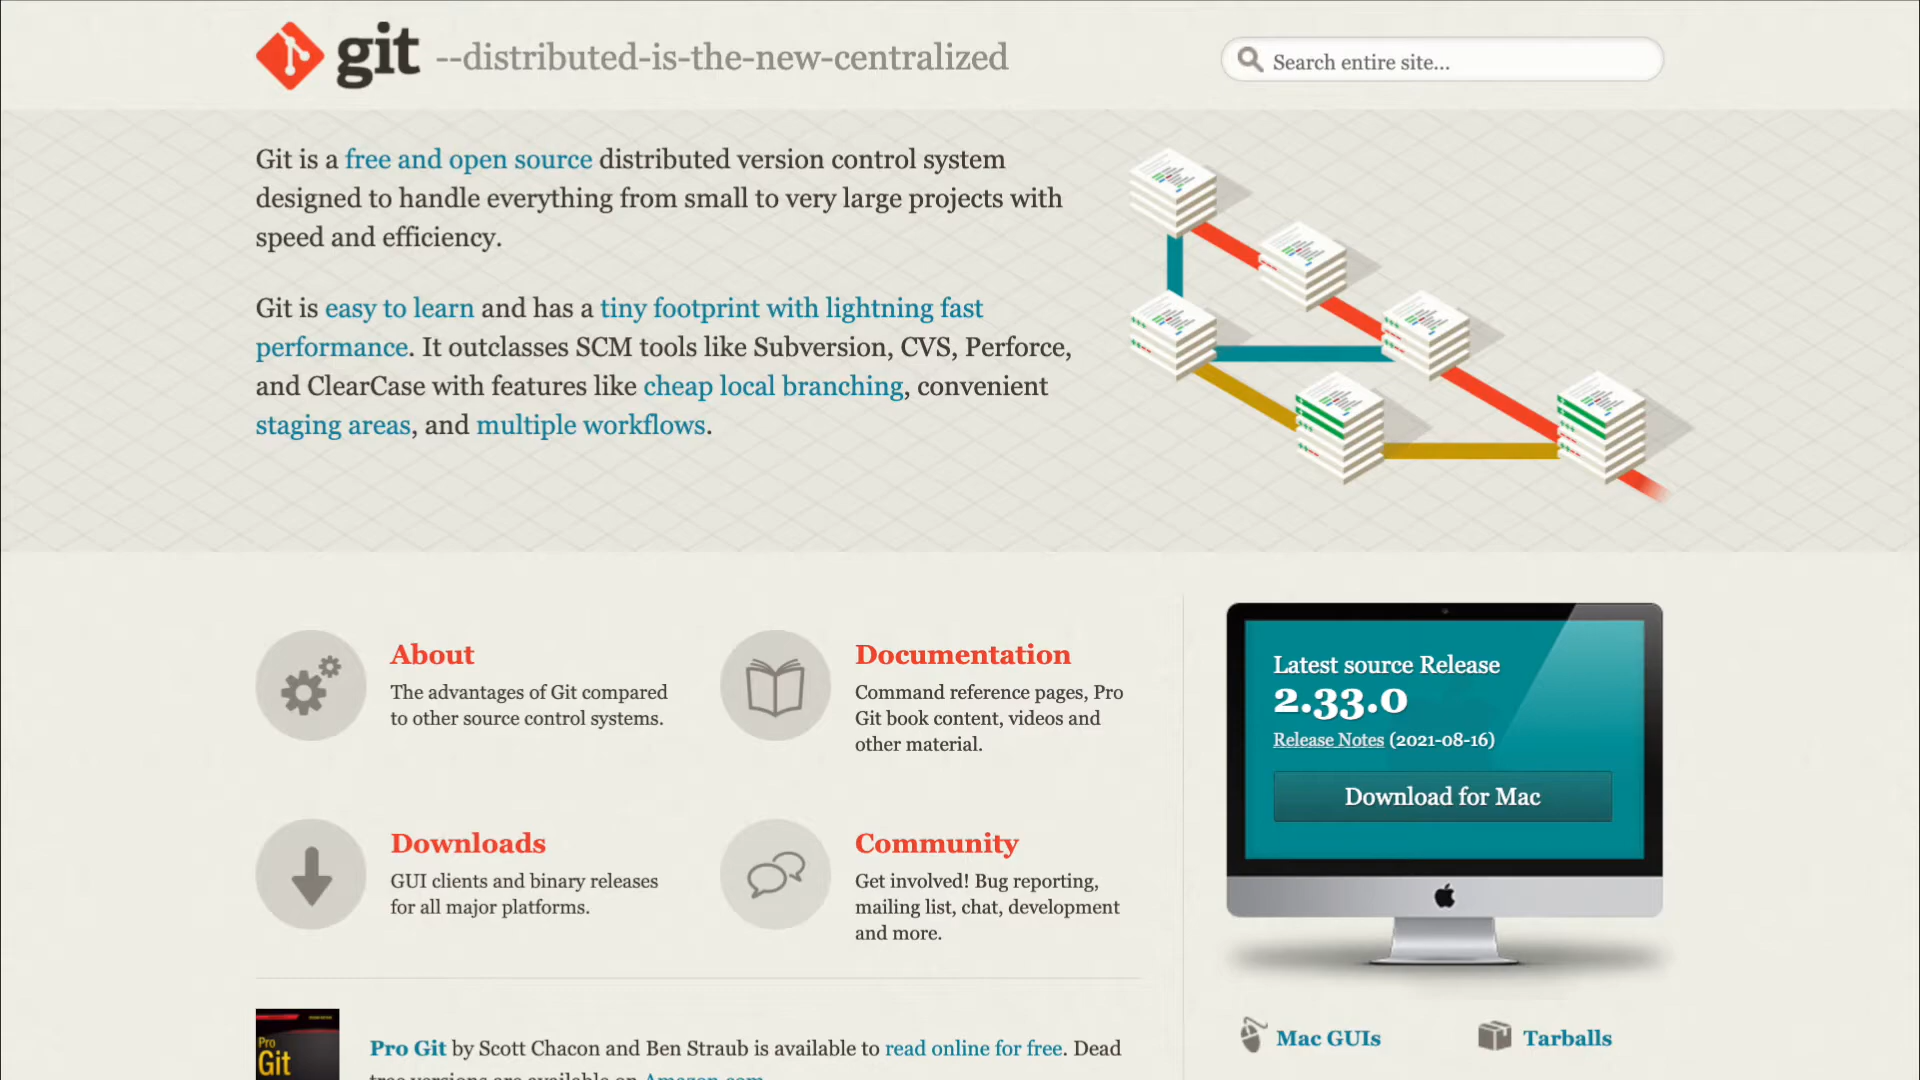 git --distributed-is-the-new-centralized
Search entire site...
Git is a free and open source distributed version control system
designed to handle everything from small to very large projects with
speed and efficiency.
Git is easy to learn and has a tiny footprint with lightning fast
performance. It outclasses SCM tools like Subversion, CVS, Perforce,
and ClearCase with features like cheap local branching, convenient
staging areas, and multiple workflows.
About
The advantages of Git compared
to other source control systems.
Documentation
Command reference pages, Pro
Git book content, videos and
other material.
Downloads
GUI clients and binary releases
for all major platforms.
Community
Get involved! Bug reporting,
mailing list, chat, development
and more.
Latest source Release
2.33.0
Release Notes (2021-08-16)
Download for Mac
Mac GUIs
Tarballs
Pro
Git
Pro Git by Scott Chacon and Ben Straub is available to read online for free. Dead
tree versions are available on Amazon.com